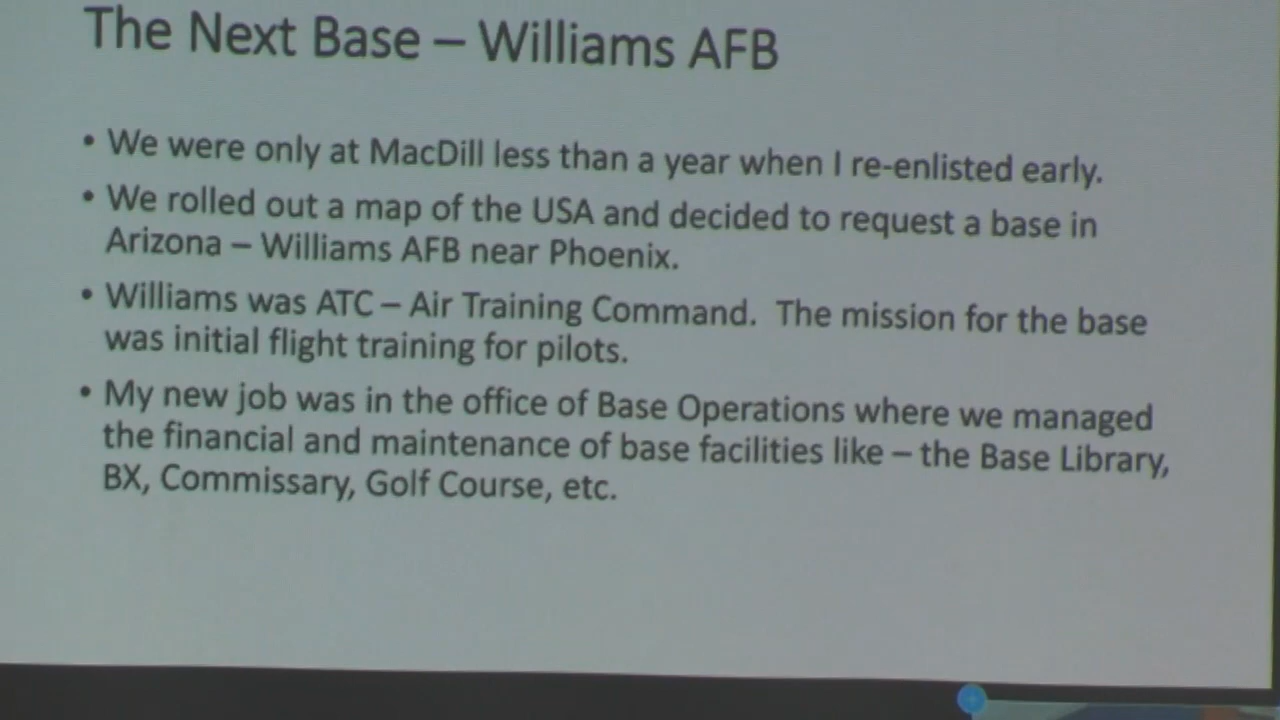 The Next Base – Williams AFB
• We were only at MacDill less than a year when I re-enlisted early.
• We rolled out a map of the USA and decided to request a base in
Arizona – Williams AFB near Phoenix.
• Williams was ATC – Air Training Command.  The mission for the base
was initial flight training for pilots.
• My new job was in the office of Base Operations where we managed
the financial and maintenance of base facilities like – the Base Library,
BX, Commissary, Golf Course, etc.